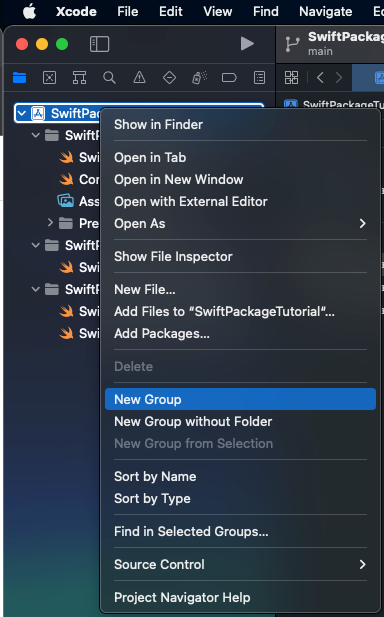 Xcode File Edit View Find Navigate
SwiftPackage
main
SwiftPackageTu
SwiftPac
Show in Finder
SwiftP
Open in Tab
Swi
Open in New Window
Con
Open with External Editor
Ass
Open As
Pre
Show File Inspector
SwiftP
New File...
Swi
Add Files to “SwiftPackageTutorial“...
SwiftP
Add Packages...
Swi
Swi
Delete
New Group
New Group without Folder
New Group from Selection
Sort by Name
Sort by Type
Find in Selected Groups...
Source Control
Project Navigator Help